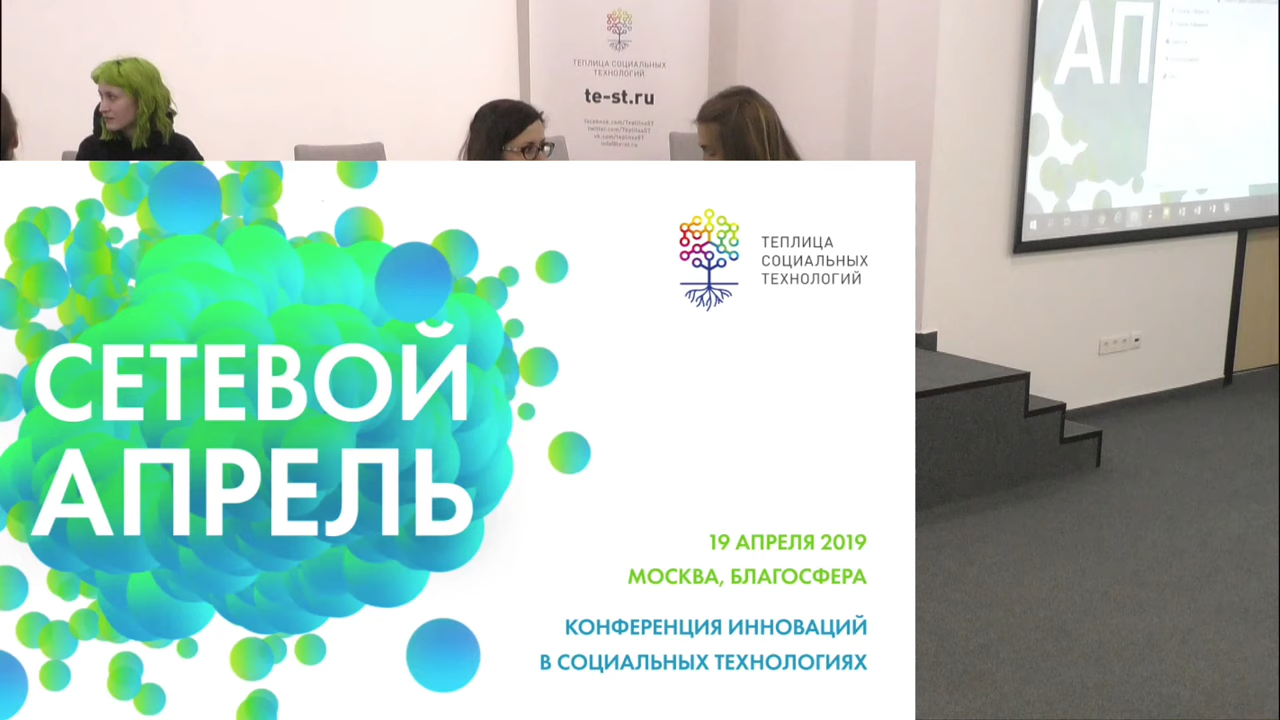 ТЕПЛИЦА СОЦИАЛЬНЫХ
ТЕХНОЛОГИЙ
te-st.ru
АП
ТЕПЛИЦА
СОЦИАЛЬНЫХ
ТЕХНОЛОГИЙ
СЕТЕВОЙ
АПРЕЛЬ
19 АПРЕЛЯ 2019
МОСКВА, БЛАГОСФЕРА
КОНФЕРЕНЦИЯ ИННОВАЦИЙ
В СОЦИАЛЬНЫХ ТЕХНОЛОГИЯХ